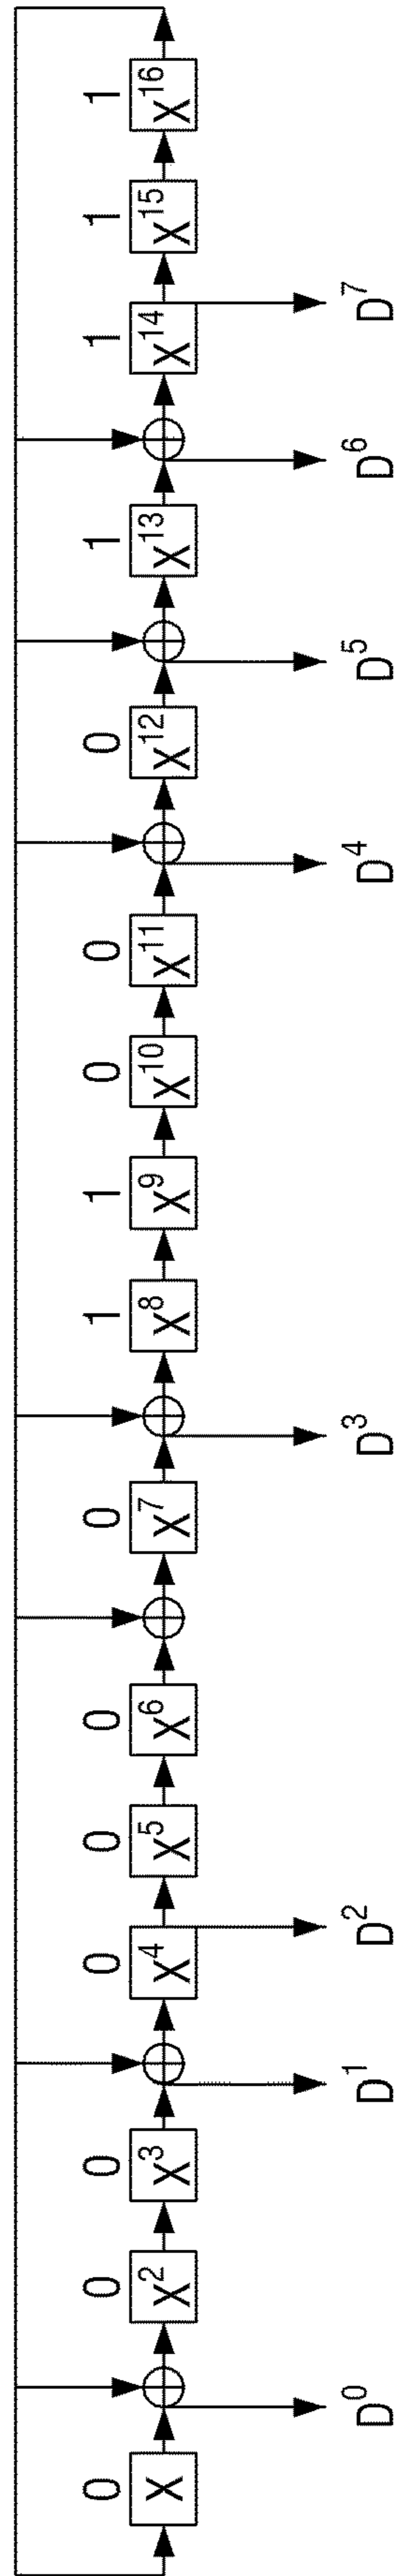 0 0 0 0 0 0 0 1 1 0 0 0 1 1 1 1
X X² X³ X⁴ X⁵ X⁶ X⁷ X⁸ X⁹ X¹⁰ X¹¹ X¹² X¹³ X¹⁴ X¹⁵ X¹⁶
D⁰ D¹ D² D³ D⁴ D⁵ D⁶ D⁷